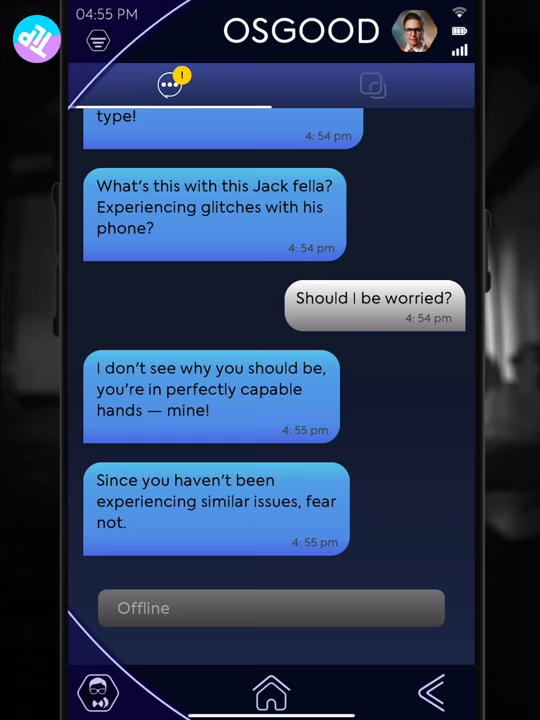 04:55 PM
TLP
OSGOOD
!
type!
4: 54 pm
What's this with this Jack fella?
Experiencing glitches with his
phone?
4: 54 pm
Should I be worried?
4: 54 pm
I don't see why you should be,
you're in perfectly capable
hands — mine!
4: 55 pm
Since you haven't been
experiencing similar issues, fear
not.
4: 55 pm
Offline